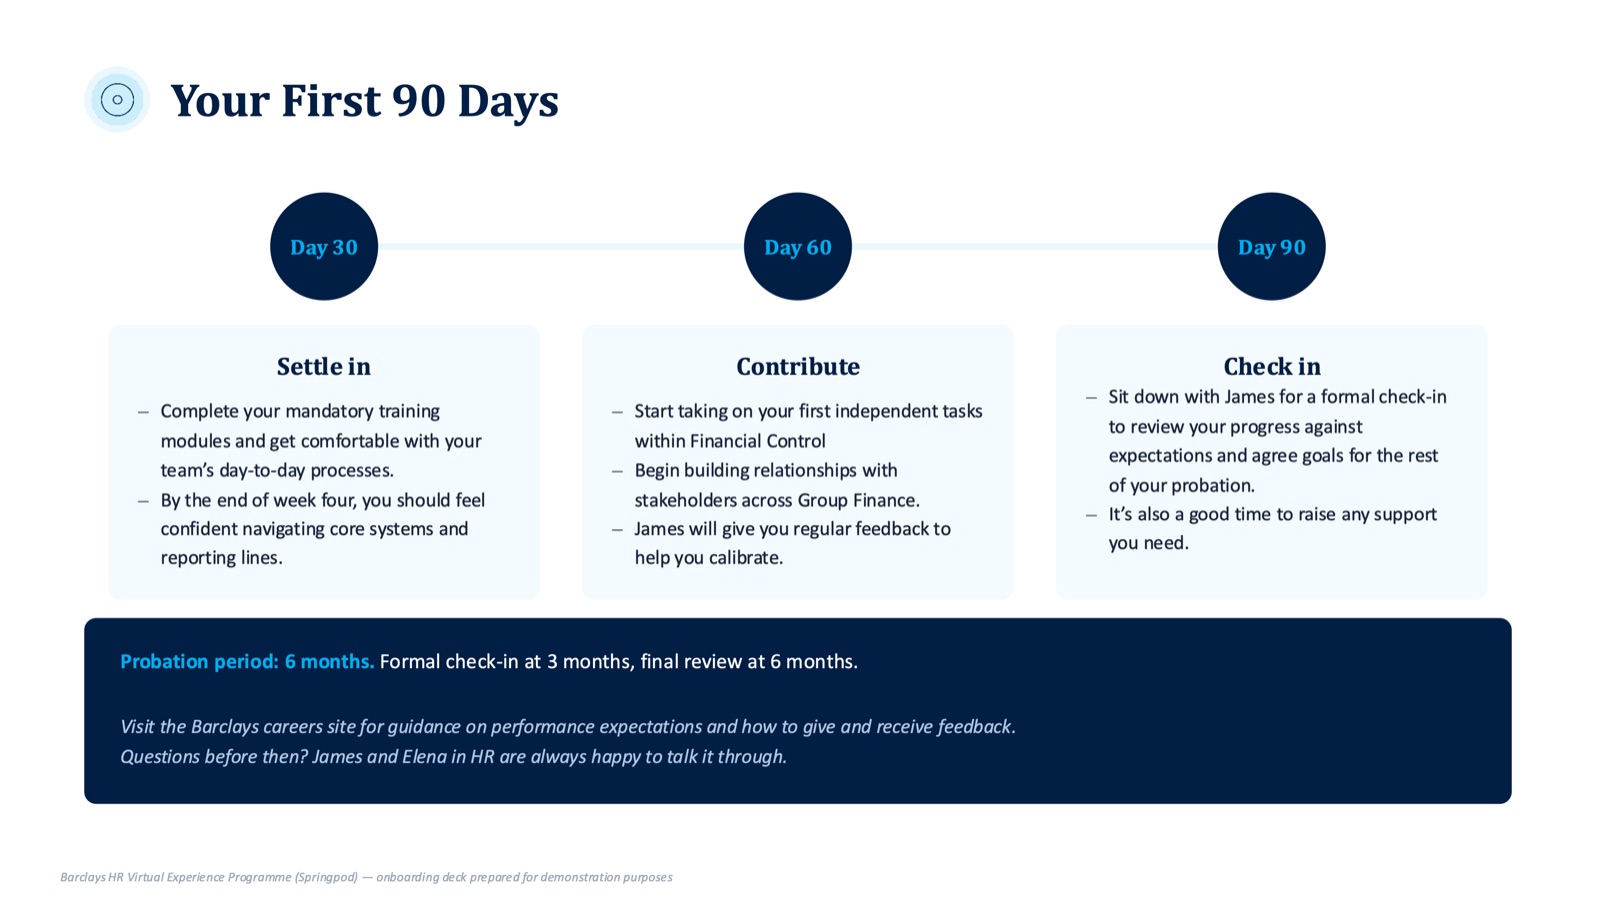 Your First 90 Days
Day 30
Day 60
Day 90
Settle in
– Complete your mandatory training
modules and get comfortable with your
team’s day-to-day processes.
– By the end of week four, you should feel
confident navigating core systems and
reporting lines.
Contribute
– Start taking on your first independent tasks
within Financial Control
– Begin building relationships with
stakeholders across Group Finance.
– James will give you regular feedback to
help you calibrate.
Check in
– Sit down with James for a formal check-in
to review your progress against
expectations and agree goals for the rest
of your probation.
– It’s also a good time to raise any support
you need.
Probation period: 6 months. Formal check-in at 3 months, final review at 6 months.
Visit the Barclays careers site for guidance on performance expectations and how to give and receive feedback.
Questions before then? James and Elena in HR are always happy to talk it through.
Barclays HR Virtual Experience Programme (Springpod) — onboarding deck prepared for demonstration purposes